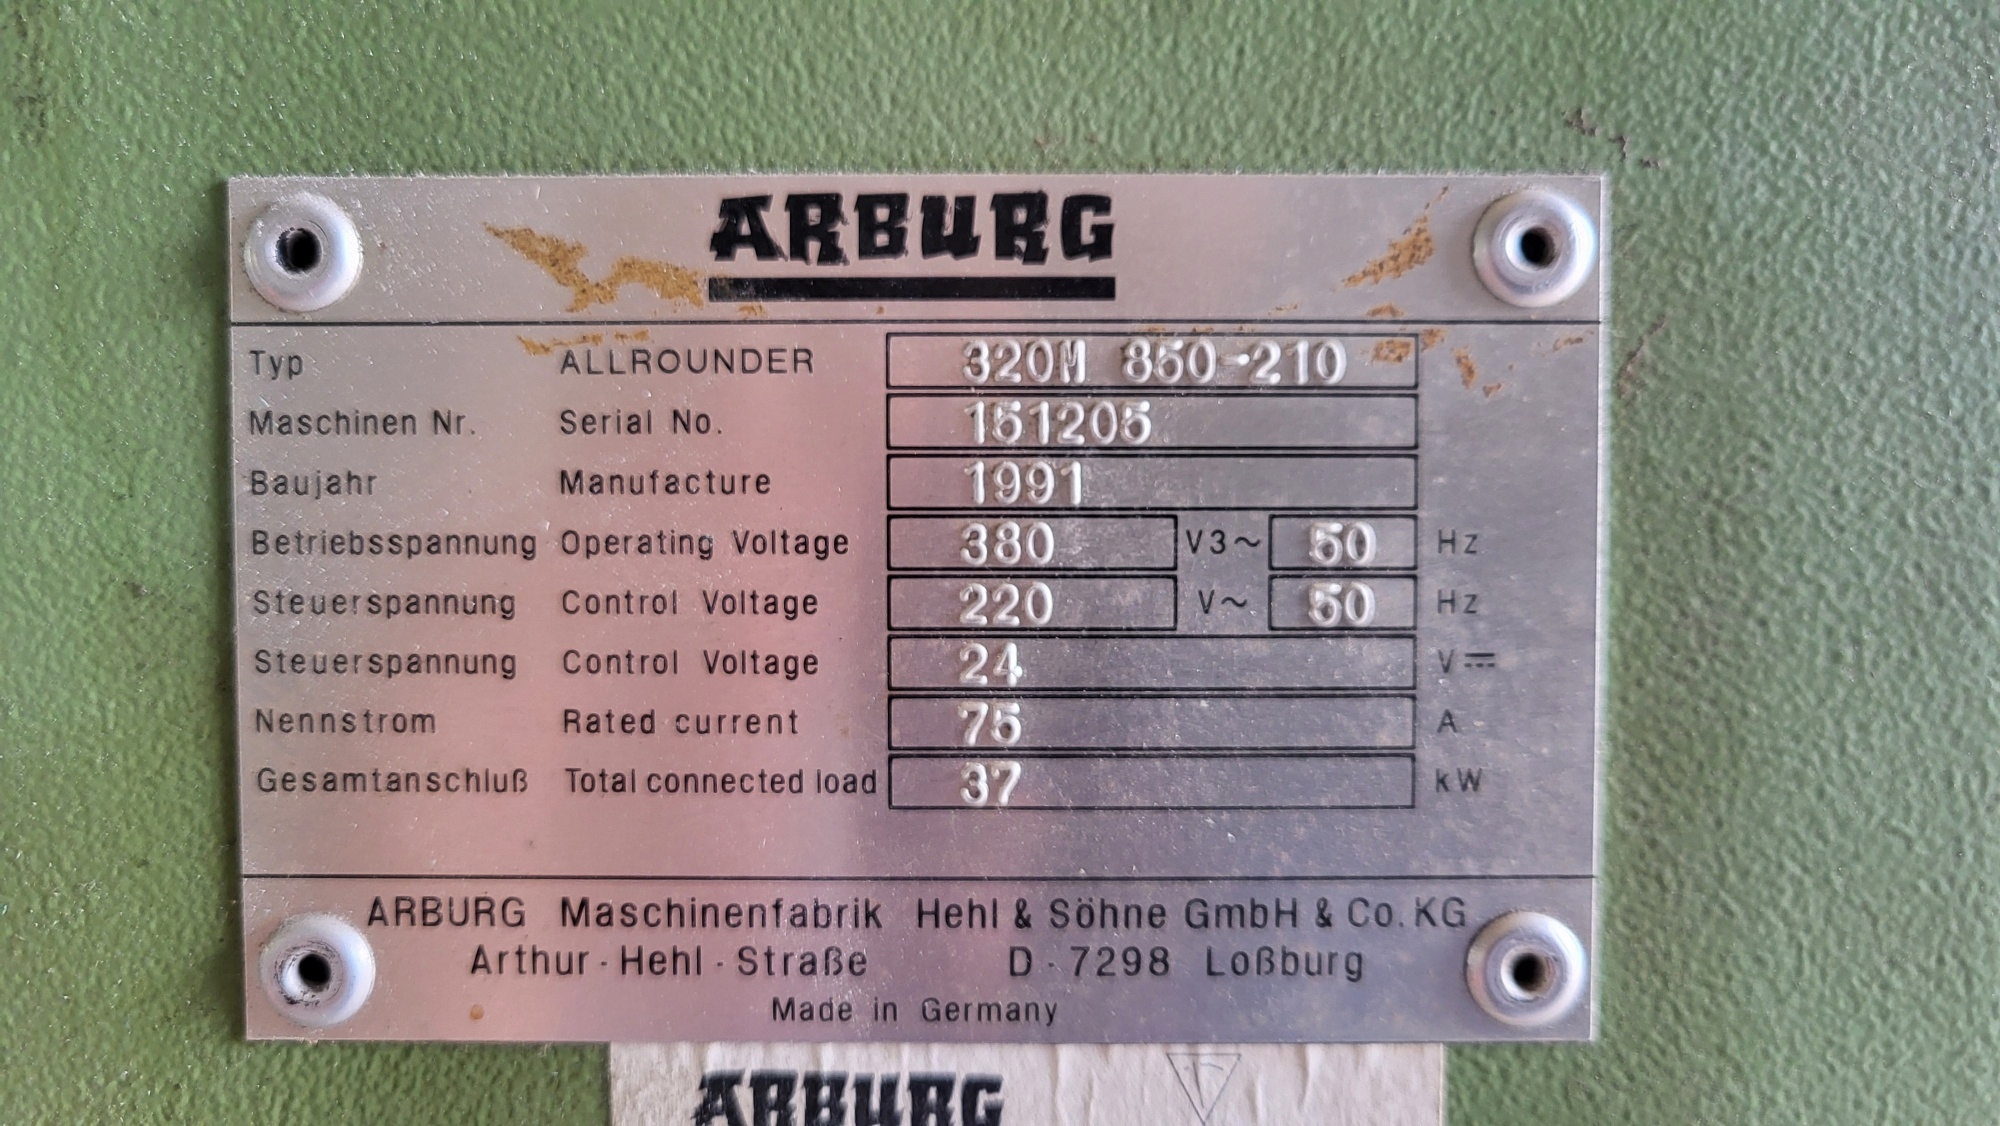 ARBURG
Typ ALLROUNDER 320M 850-210
Maschinen Nr. Serial No. 151205
Baujahr Manufacture 1991
Betriebsspannung Operating Voltage 380 V3~ 50 Hz
Steuerspannung Control Voltage 220 V~ 50 Hz
Steuerspannung Control Voltage 24 V⎓
Nennstrom Rated current 75 A
Gesamtanschluß Total connected load 37 kW
ARBURG Maschinenfabrik Hehl & Söhne GmbH & Co. KG
Arthur-Hehl-Straße D-7298 Loßburg
Made in Germany
ARBURG